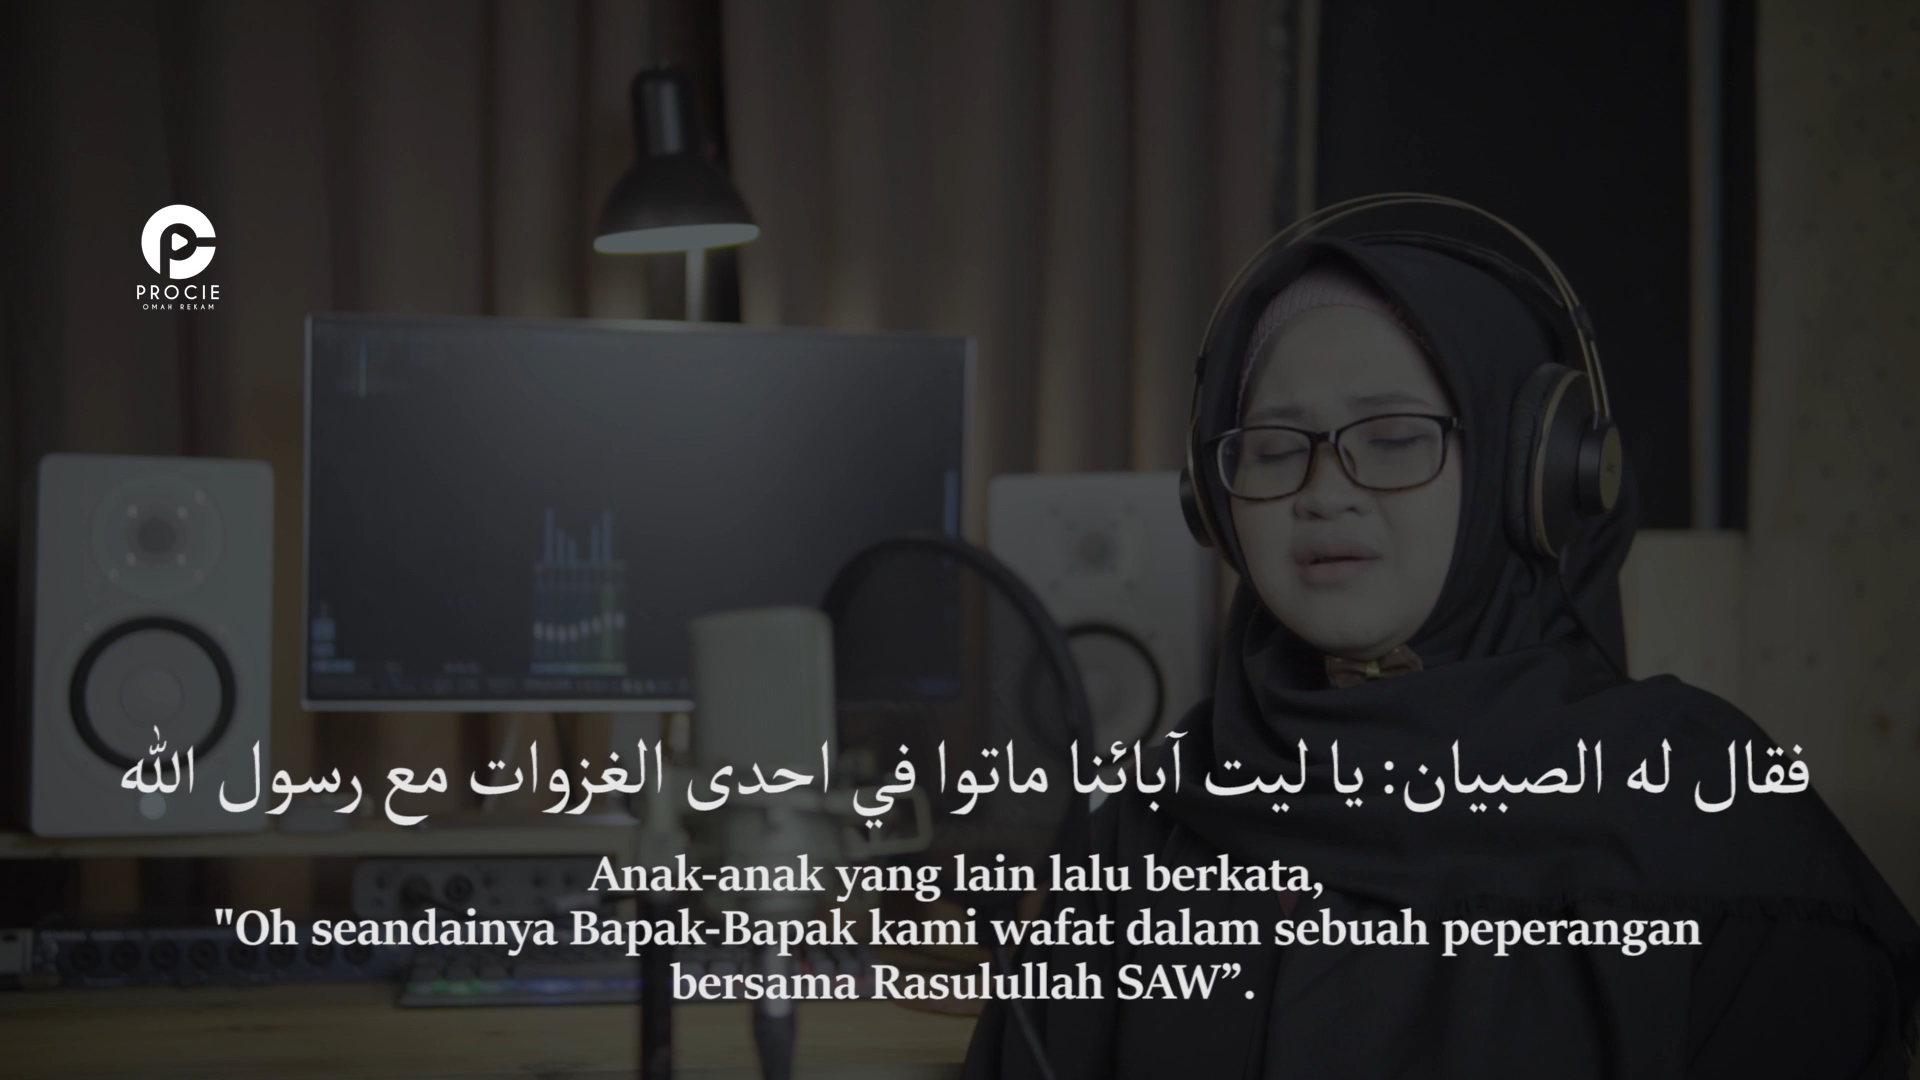 PROCIE
OMAH REKAM
فقال له الصبيان: يا ليت آبائنا ماتوا في احدى الغزوات مع رسول الله
Anak-anak yang lain lalu berkata,
"Oh seandainya Bapak-Bapak kami wafat dalam sebuah peperangan
bersama Rasulullah SAW”.